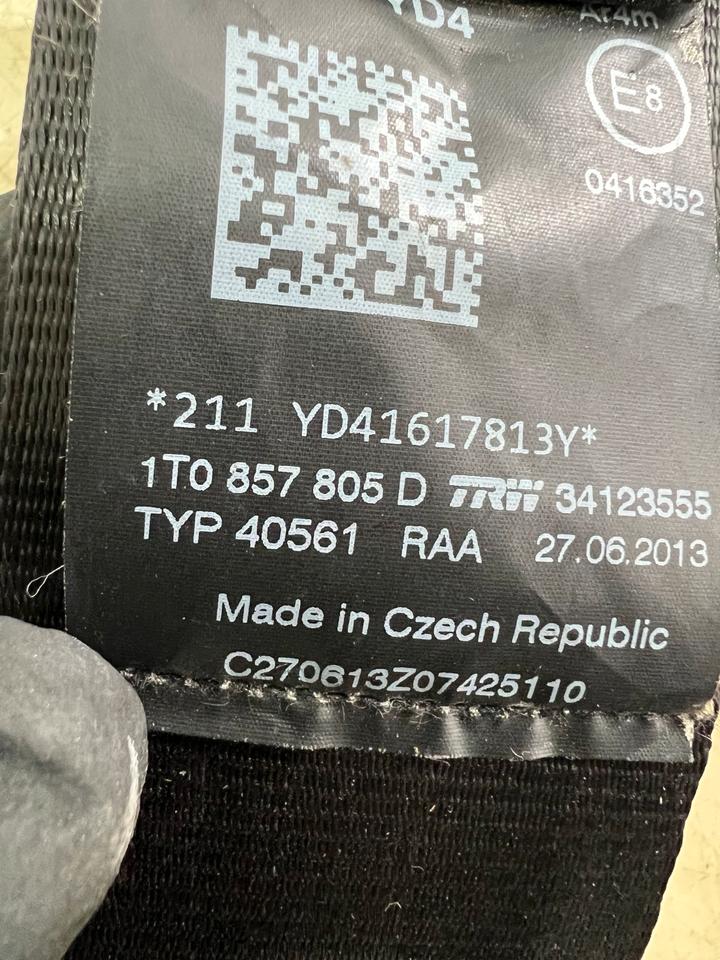 YD4
Ar4m
E8
0416352
*211 YD41617813Y*
1T0 857 805 D TRW 34123555
TYP 40561 RAA 27.06.2013
Made in Czech Republic
C270613Z07425110